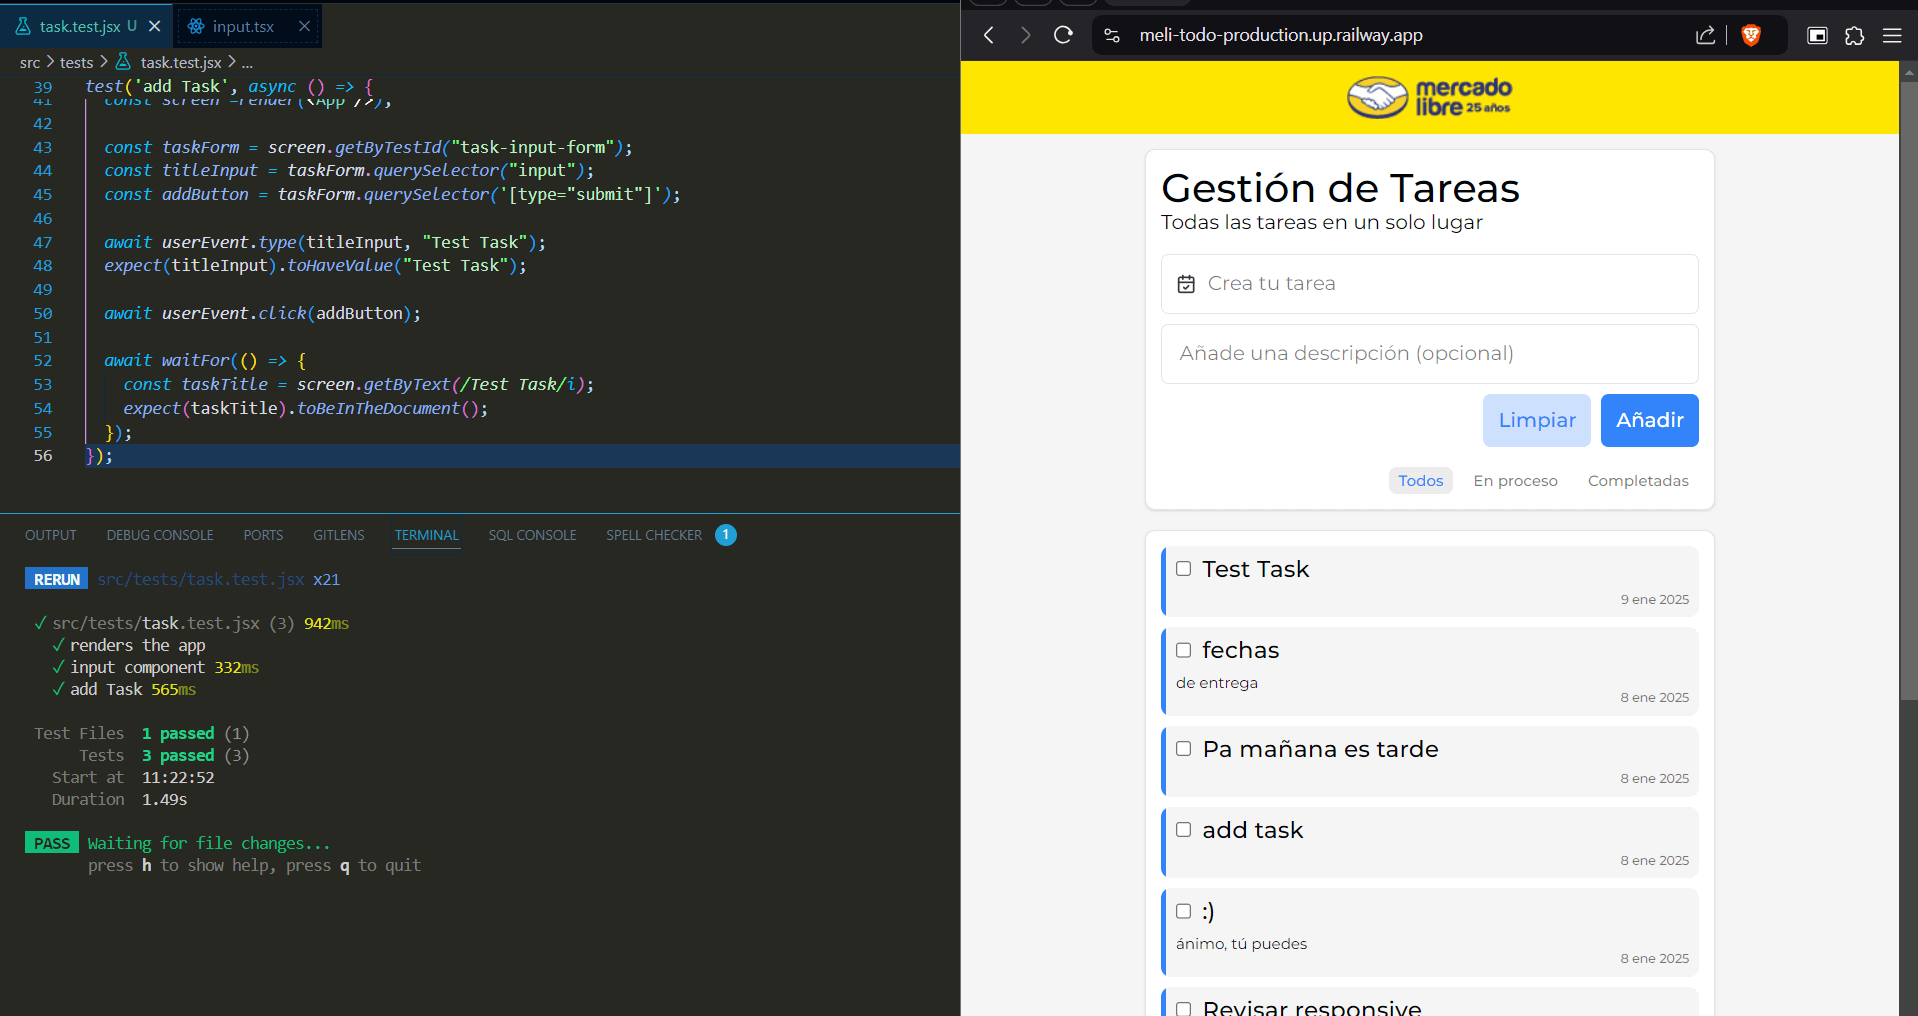 task.test.jsx U
input.tsx
src > tests > task.test.jsx > ...
39 test('add Task', async () => {
41 const screen =render(<App />);
42
43 const taskForm = screen.getByTestId("task-input-form");
44 const titleInput = taskForm.querySelector("input");
45 const addButton = taskForm.querySelector('[type="submit"]');
46
47 await userEvent.type(titleInput, "Test Task");
48 expect(titleInput).toHaveValue("Test Task");
49
50 await userEvent.click(addButton);
51
52 await waitFor(() => {
53 const taskTitle = screen.getByText(/Test Task/i);
54 expect(taskTitle).toBeInTheDocument();
55 });
56 });
OUTPUT DEBUG CONSOLE PORTS GITLENS TERMINAL SQL CONSOLE SPELL CHECKER 1
RERUN src/tests/task.test.jsx x21
✓ src/tests/task.test.jsx (3) 942ms
✓ renders the app
✓ input component 332ms
✓ add Task 565ms
Test Files 1 passed (1)
Tests 3 passed (3)
Start at 11:22:52
Duration 1.49s
PASS Waiting for file changes...
press h to show help, press q to quit
meli-todo-production.up.railway.app
mercado
libre 25 años
Gestión de Tareas
Todas las tareas en un solo lugar
Crea tu tarea
Añade una descripción (opcional)
Limpiar Añadir
Todos En proceso Completadas
Test Task
9 ene 2025
fechas
de entrega
8 ene 2025
Pa mañana es tarde
8 ene 2025
add task
8 ene 2025
:)
ánimo, tú puedes
8 ene 2025
Revisar responsive